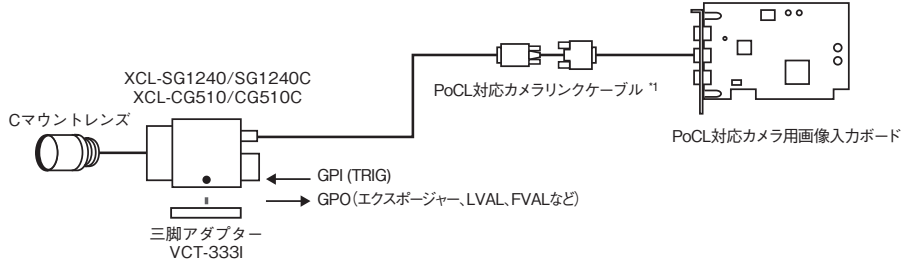 XCL-SG1240/SG1240C
XCL-CG510/CG510C
Cマウントレンズ
PoCL対応カメラリンクケーブル *1
PoCL対応カメラ用画像入力ボード
GPI (TRIG)
GPO(エクスポージャー、LVAL、FVALなど)
三脚アダプター
VCT-333I